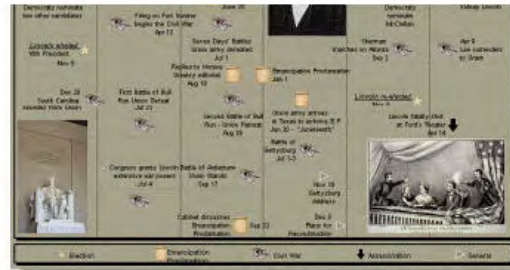 Democrats nominate
two other candidates
Lincoln elected
16th President
Nov 6
Dec 20
South Carolina
secedes from Union
Firing on Fort Sumter
begins the Civil War
Apr 12
First Battle of Bull
Run Union Defeat
Jul 21
Congress grants Lincoln
extensive war powers
Jul 4
June 25
Seven Days' Battles
Union army defeated
Jul 1
Replies to Horace
Greeley editorial
Aug 19
Second Battle of Bull
Run - Union Retreat
Aug 29
Battle of Antietam
Union Stands
Sep 17
Cabinet discusses
Emancipation
Proclamation
Sep 22
Emancipation Proclamation
Jan 1
Union army arrives
in Texas to enforce E P
Jun 20 - "Juneteenth"
Battle of
Gettysburg
Jul 1-3
Nov 19
Gettysburg
Address
Dec 8
Plans for
Reconstruction
Democrats
nominate
McClellan
Sherman
marches on Atlanta
Sep 2
Lincoln re-elected
Nov 8
Kidney Lincoln
Apr 9
Lee surrenders
to Grant
Lincoln fatally shot
at Ford's Theater
Apr 14
Election
Emancipation
Proclamation
Civil War
Assassination
General